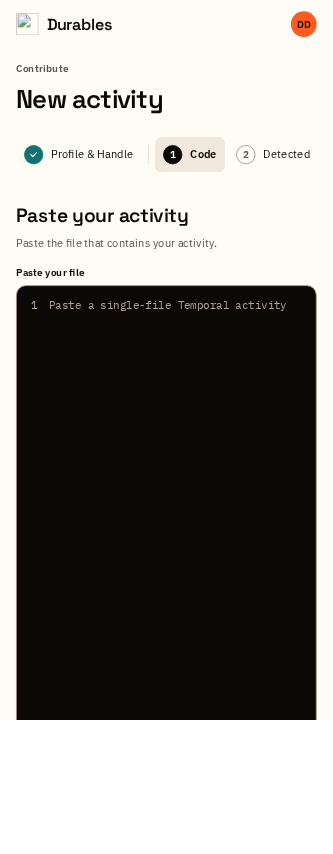 Durables
DD
Contribute
New activity
Profile & Handle
1 Code
2 Detected
Paste your activity
Paste the file that contains your activity.
Paste your file
1 Paste a single-file Temporal activity